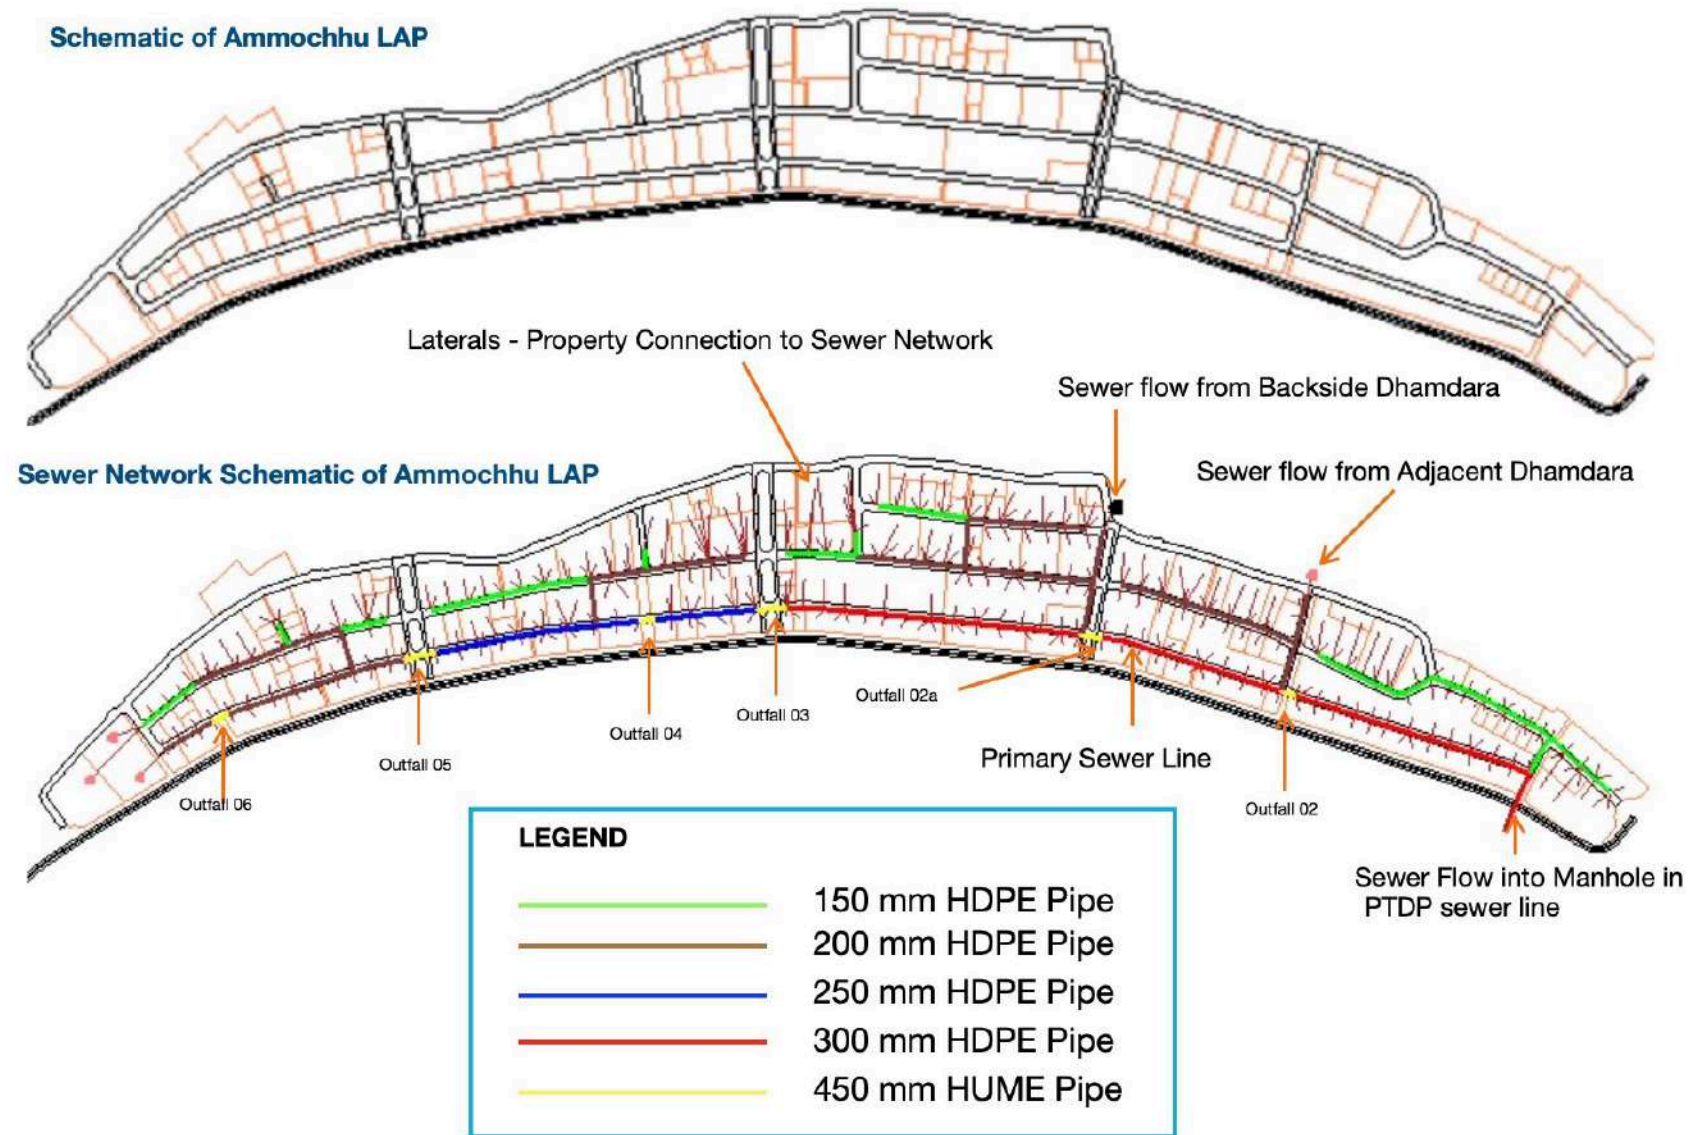 Schematic of Ammochhu LAP
Laterals - Property Connection to Sewer Network
Sewer flow from Backside Dhamdara
Sewer Network Schematic of Ammochhu LAP
Sewer flow from Adjacent Dhamdara
Outfall 02a
Outfall 03
Outfall 04
Outfall 05
Primary Sewer Line
Outfall 06
Outfall 02
Sewer Flow into Manhole in
PTDP sewer line
LEGEND
150 mm HDPE Pipe
200 mm HDPE Pipe
250 mm HDPE Pipe
300 mm HDPE Pipe
450 mm HUME Pipe